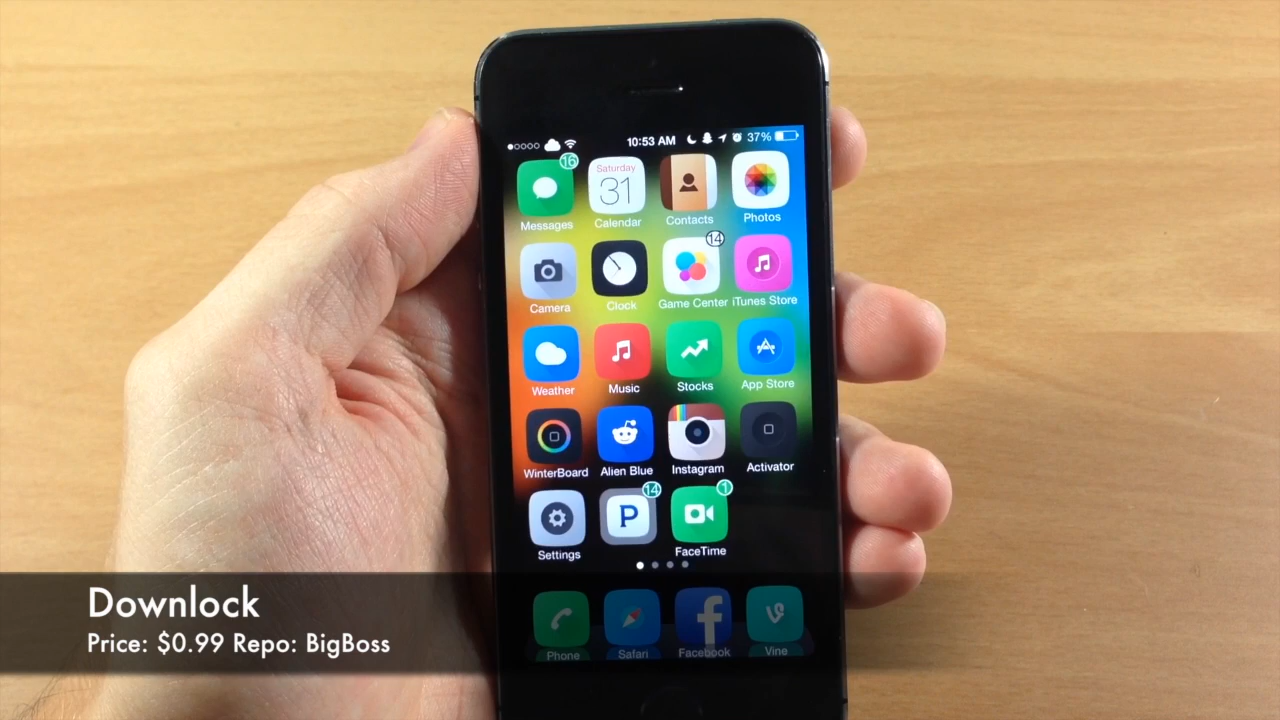 10:53 AM 37%
16
Messages
Saturday
31
Calendar
Contacts
Photos
Camera
Clock
14
Game Center
iTunes Store
Weather
Music
Stocks
App Store
WinterBoard
Alien Blue
Instagram
Activator
Settings
14
P
1
FaceTime
Phone
Safari
f
Facebook
Vine
Downlock
Price: $0.99 Repo: BigBoss